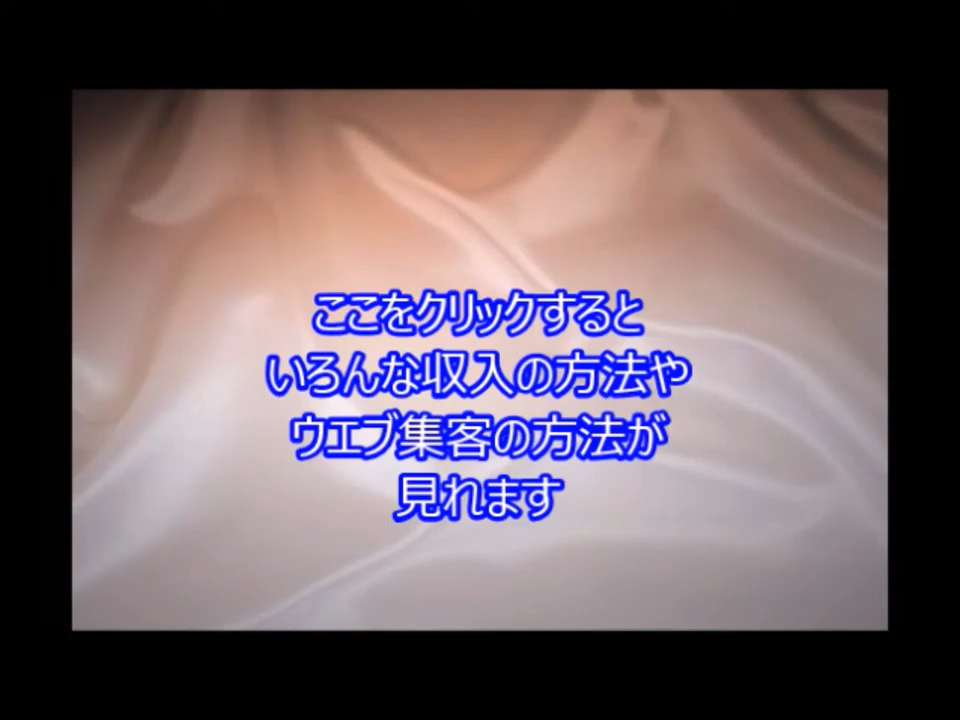 ここをクリックすると
いろんな収入の方法や
ウエブ集客の方法が
見れます